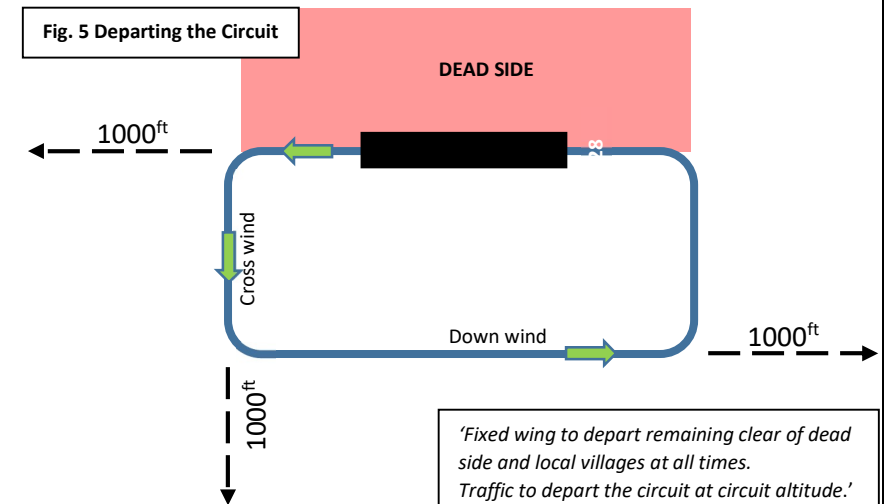 Fig. 5 Departing the Circuit
DEAD SIDE
1000ft
28
Cross wind
Down wind
1000ft
1000ft
‘Fixed wing to depart remaining clear of dead
side and local villages at all times.
Traffic to depart the circuit at circuit altitude.’